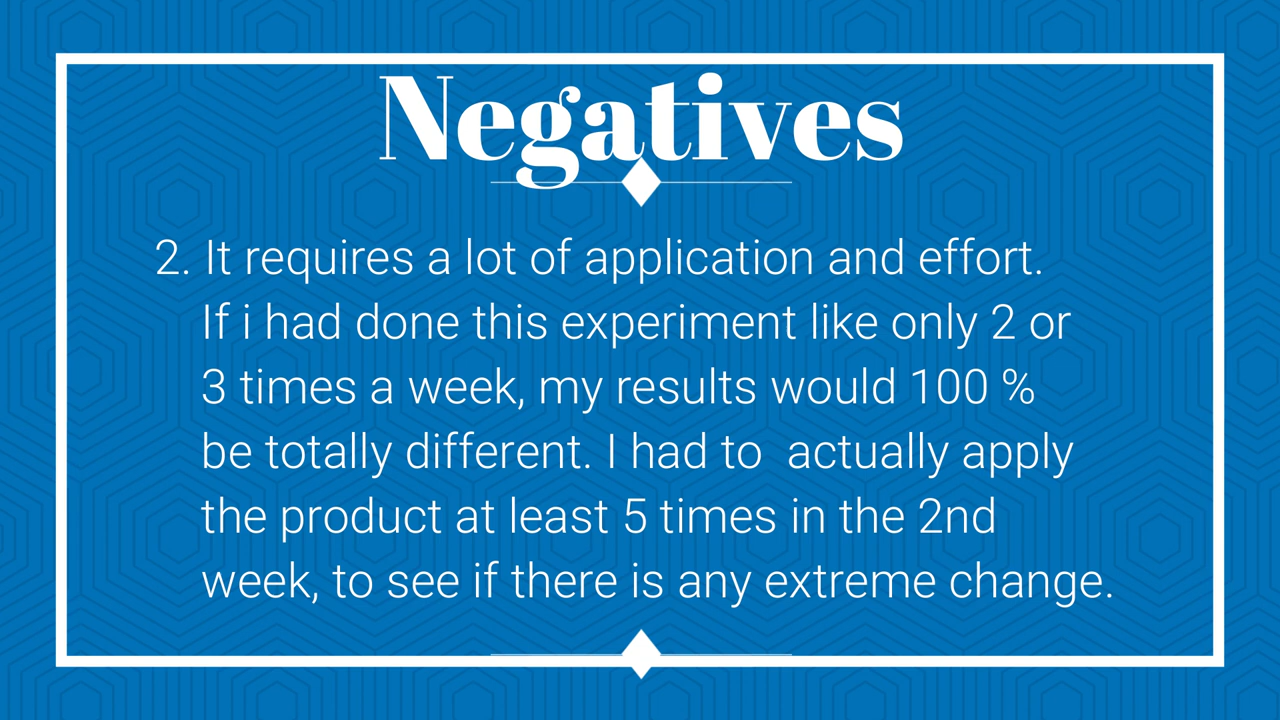 Negatives
2. It requires a lot of application and effort.
If i had done this experiment like only 2 or
3 times a week, my results would 100 %
be totally different. I had to  actually apply
the product at least 5 times in the 2nd
week, to see if there is any extreme change.